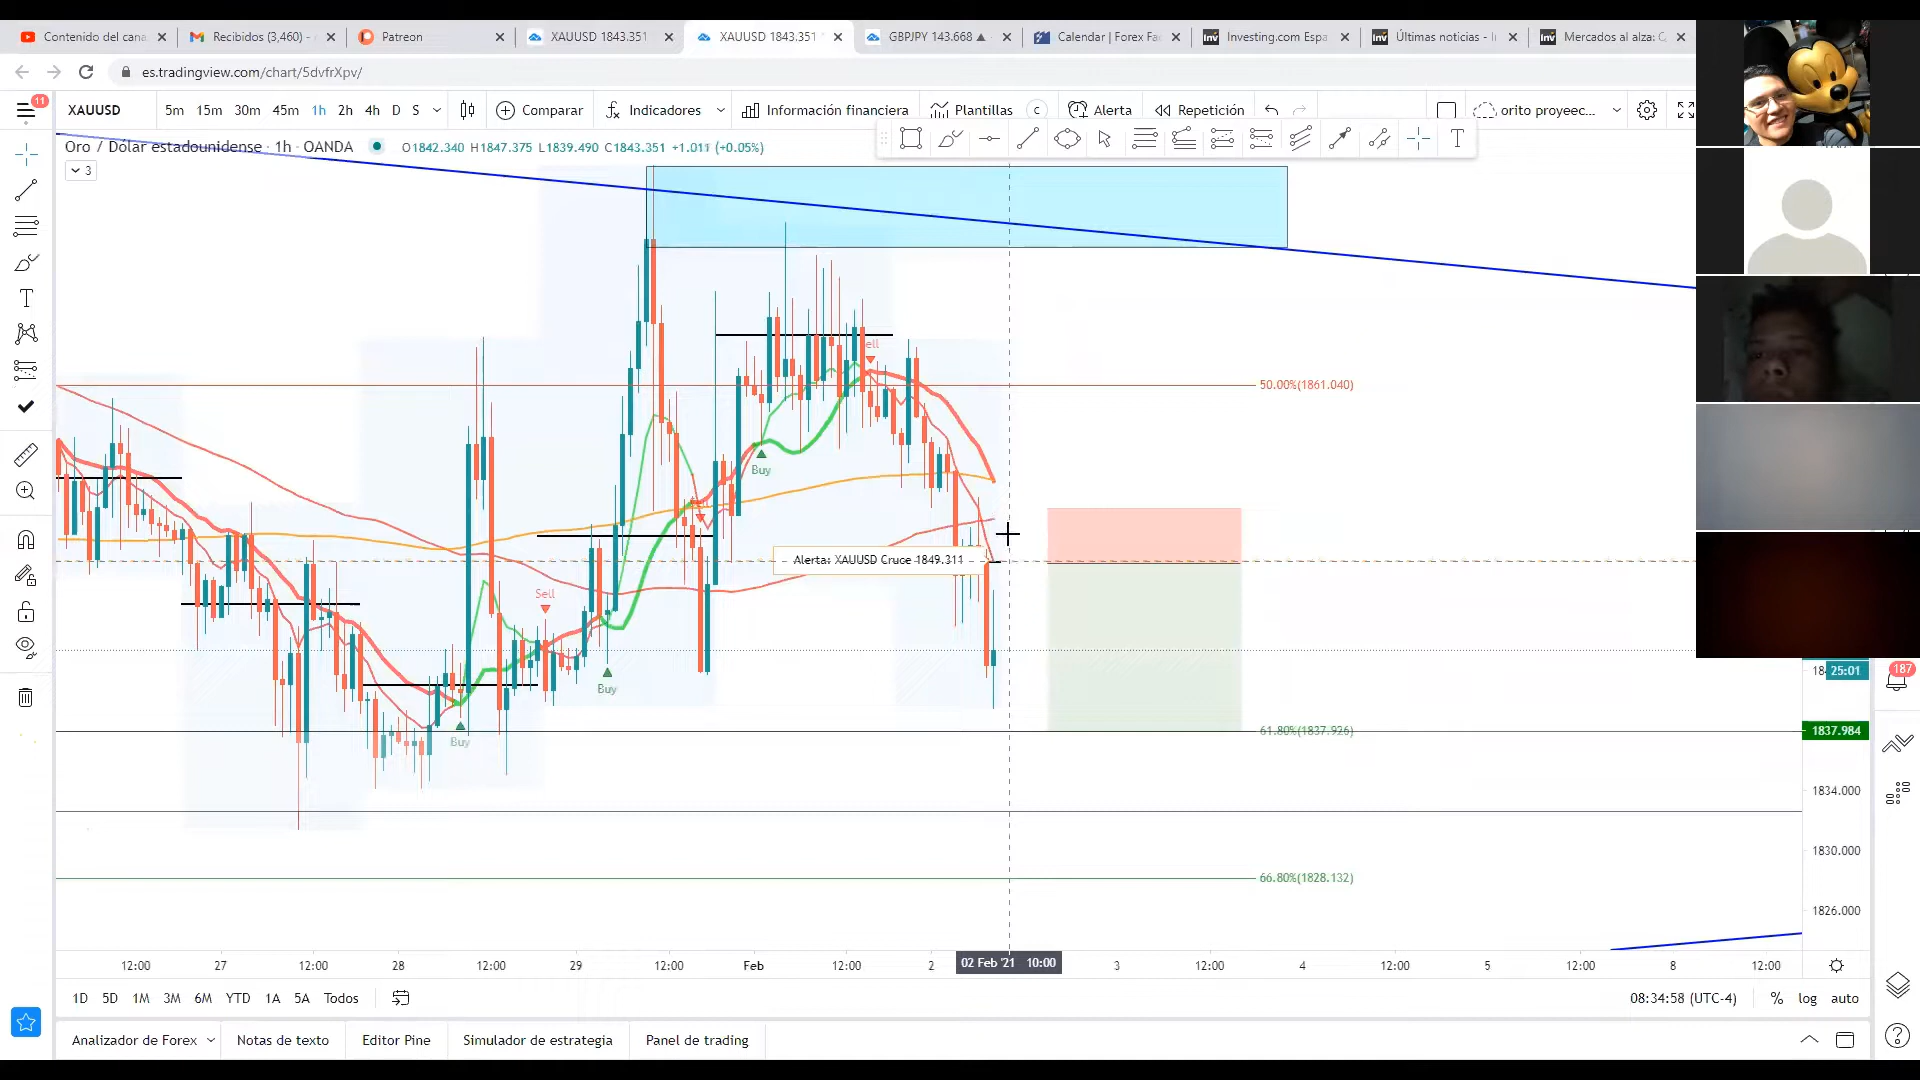 Contenido del cana
Recibidos (3,460) -
Patreon
XAUUSD 1843.351
XAUUSD 1843.351
GBPJPY 143.668 ▲
Calendar | Forex Fa
Investing.com Espa
Últimas noticias - I
Mercados al alza: C
es.tradingview.com/chart/5dvfrXpv/
11
XAUUSD
5m 15m 30m 45m 1h 2h 4h D S
Comparar
Indicadores
Información financiera
Plantillas
C
Alerta
Repetición
orito proyeec...
Oro / Dólar estadounidense · 1h · OANDA
O1842.340 H1847.375 L1839.490 C1843.351 +1.011 (+0.05%)
3
50.00%(1861.040)
Buy
Sell
Alerta: XAUUSD Cruce 1849.311
Buy
Buy
25:01
187
61.80%(1837.926)
1837.984
1834.000
1830.000
66.80%(1828.132)
1826.000
12:00 27 12:00 28 12:00 29 12:00 Feb 12:00 2 02 Feb '21 10:00 3 12:00 4 12:00 5 12:00 8 12:00
1D 5D 1M 3M 6M YTD 1A 5A Todos
08:34:58 (UTC-4) % log auto
Analizador de Forex
Notas de texto
Editor Pine
Simulador de estrategia
Panel de trading